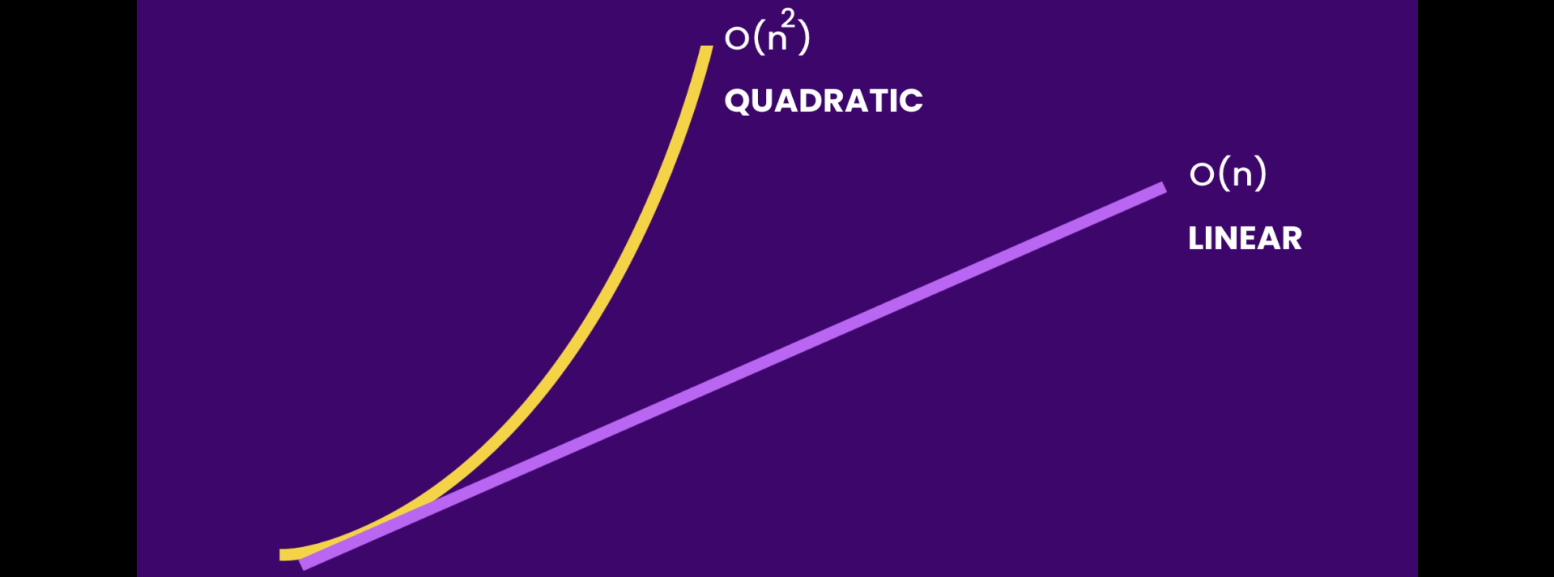 O(n²)
QUADRATIC
O(n)
LINEAR